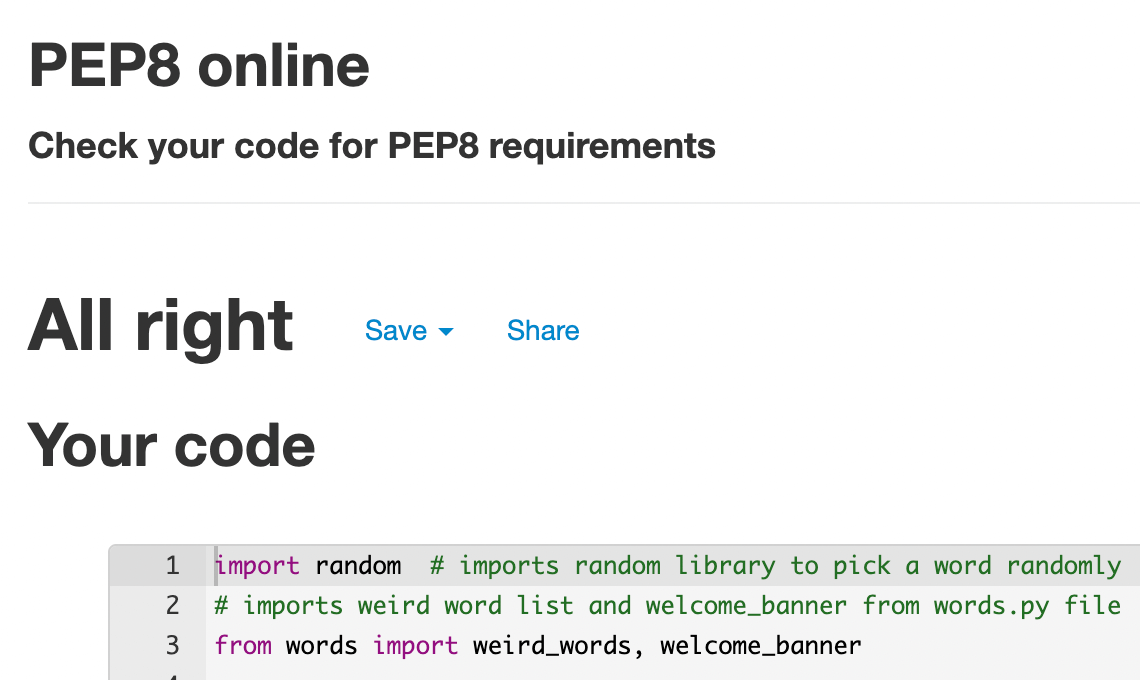 PEP8 online
Check your code for PEP8 requirements
All right Save Share
Your code
1 import random  # imports random library to pick a word randomly
2 # imports weird word list and welcome_banner from words.py file
3 from words import weird_words, welcome_banner